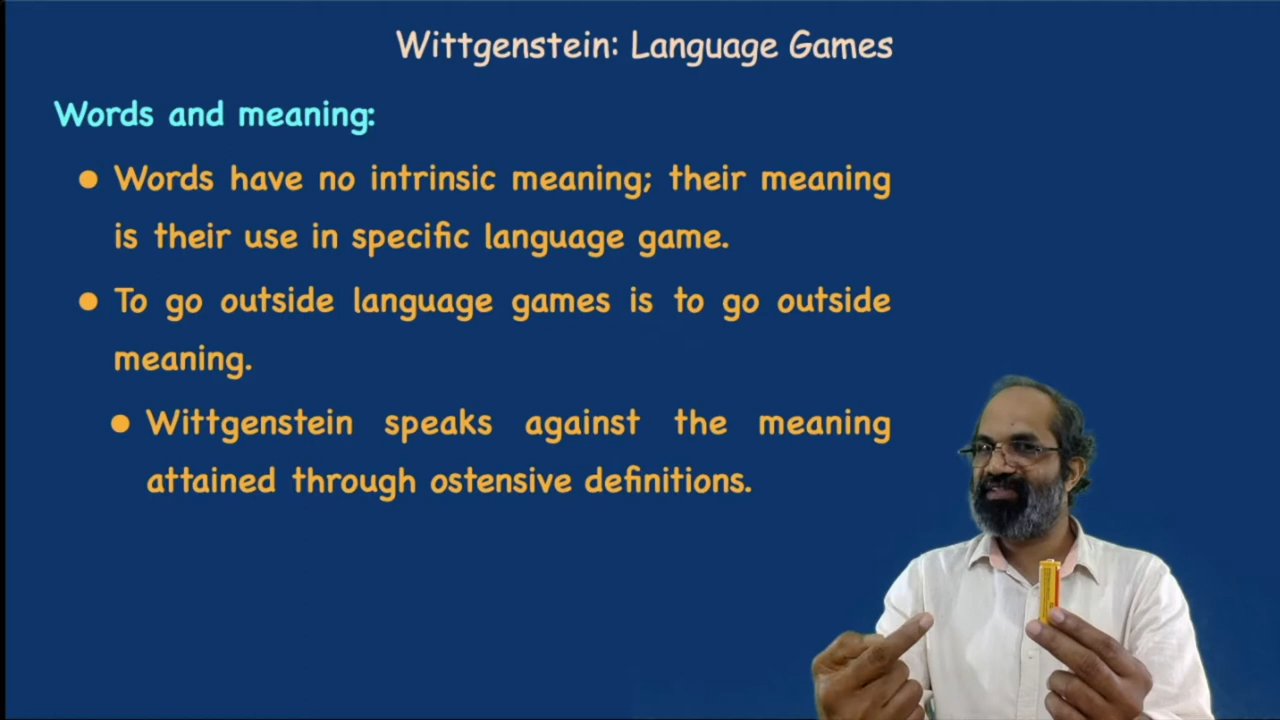 Wittgenstein: Language Games
Words and meaning:
● Words have no intrinsic meaning; their meaning
is their use in specific language game.
● To go outside language games is to go outside
meaning.
● Wittgenstein speaks against the meaning
attained through ostensive definitions.